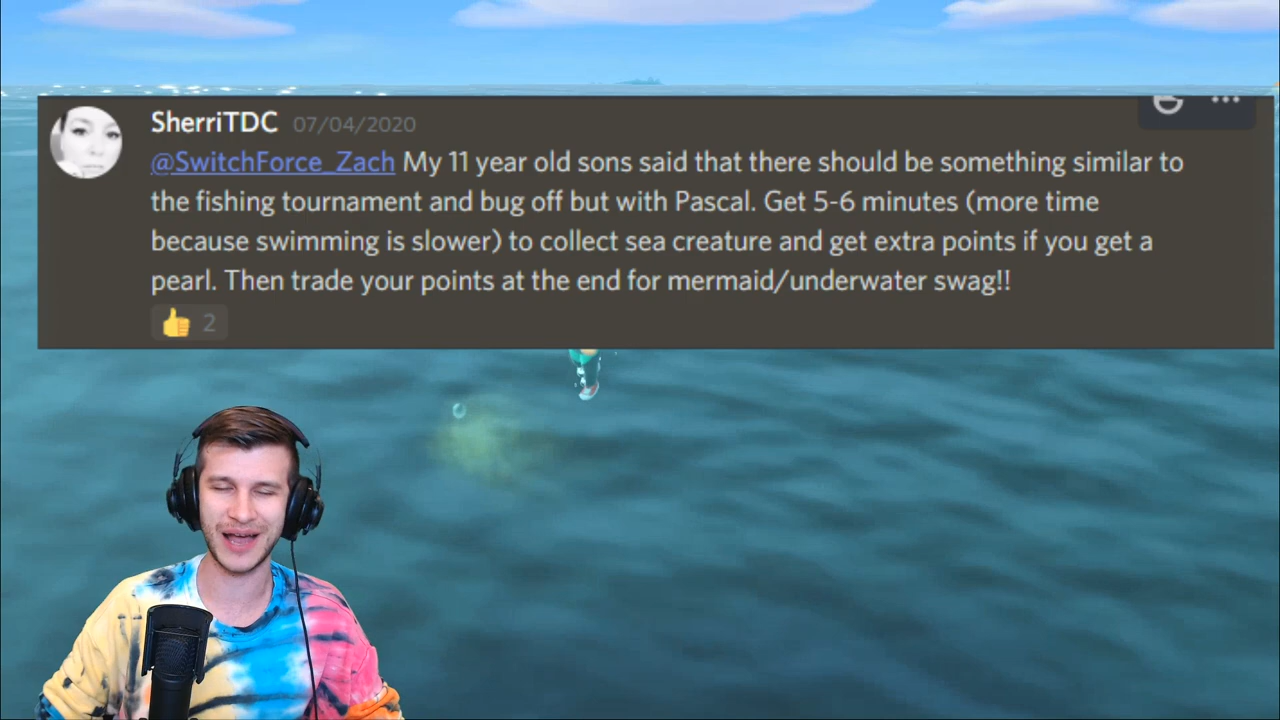 SherriTDC 07/04/2020
@SwitchForce_Zach My 11 year old sons said that there should be something similar to
the fishing tournament and bug off but with Pascal. Get 5-6 minutes (more time
because swimming is slower) to collect sea creature and get extra points if you get a
pearl. Then trade your points at the end for mermaid/underwater swag!!
👍 2